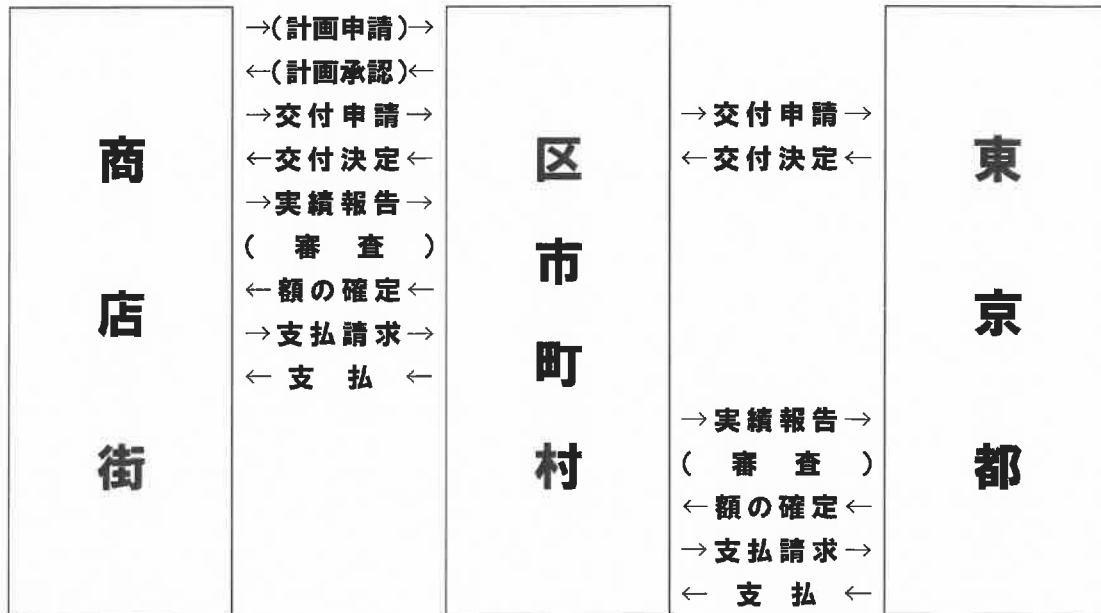 商店街
→(計画申請)→
←(計画承認)←
→交付申請→
←交付決定←
→実績報告→
(審査)
←額の確定←
→支払請求→
←支払←
区市町村
→交付申請→
←交付決定←
→実績報告→
(審査)
←額の確定←
→支払請求→
←支払←
東京都